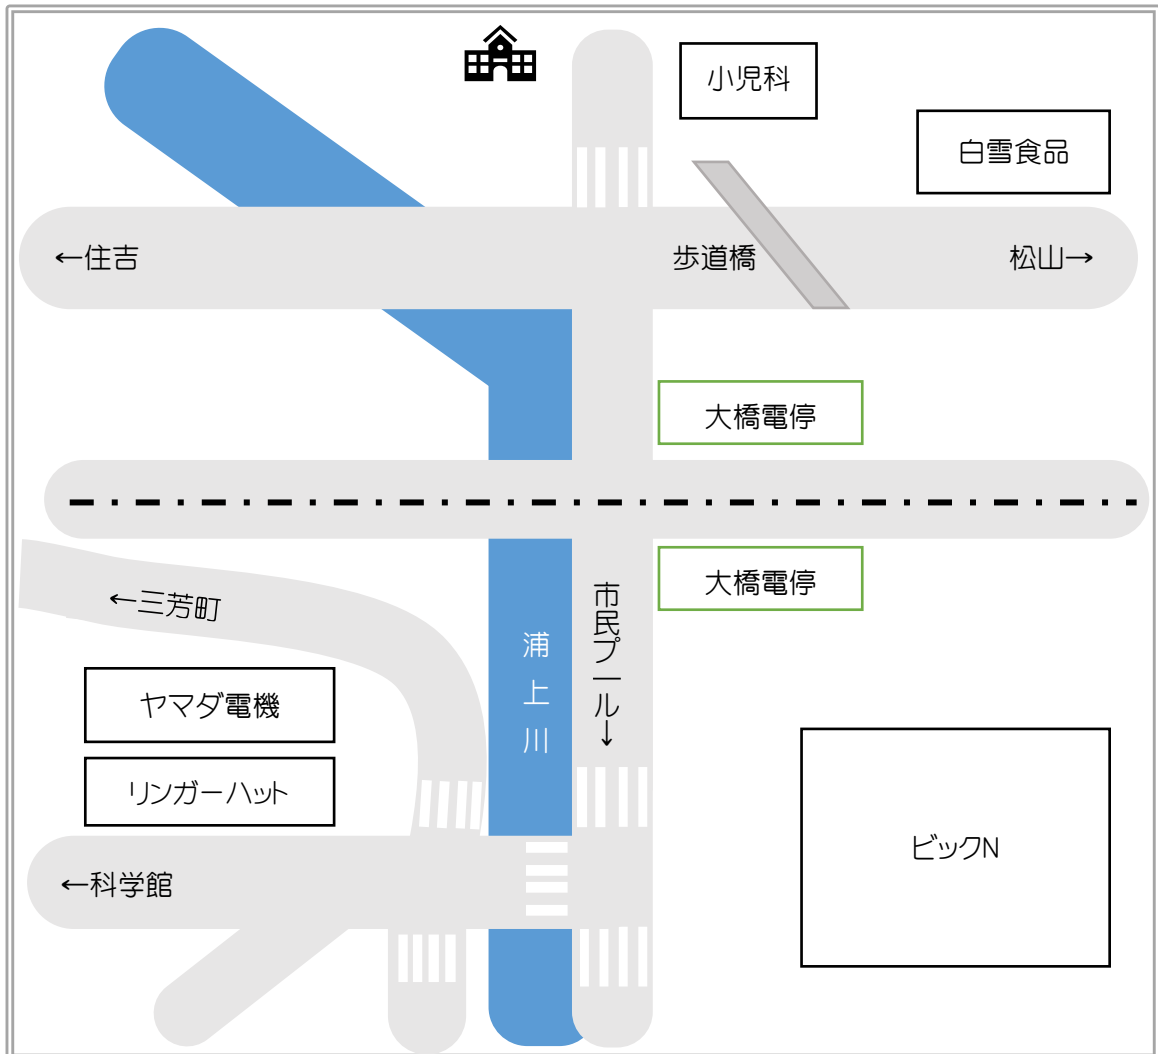 小児科
白雪食品
←住吉
歩道橋
松山→
大橋電停
大橋電停
←三芳町
市民プール↓
浦上川
ヤマダ電機
リンガーハット
ビックN
←科学館